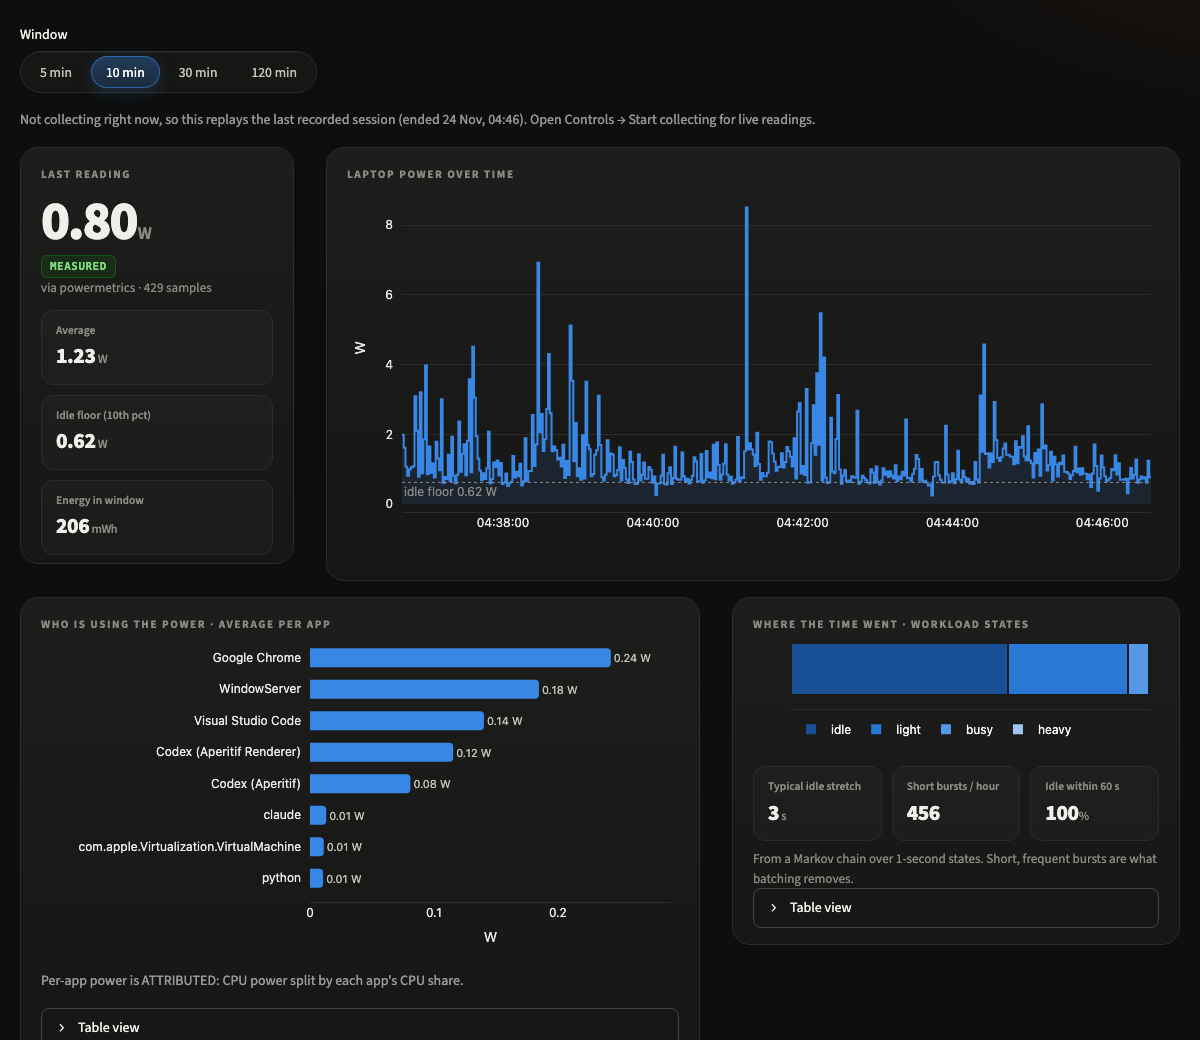 Window
5 min 10 min 30 min 120 min
Not collecting right now, so this replays the last recorded session (ended 24 Nov, 04:46). Open Controls → Start collecting for live readings.
LAST READING
0.80 W
MEASURED
via powermetrics · 429 samples
Average
1.23 W
Idle floor (10th pct)
0.62 W
Energy in window
206 mWh
LAPTOP POWER OVER TIME
8
6
W
4
2
idle floor 0.62 W
0
04:38:00 04:40:00 04:42:00 04:44:00 04:46:00
WHO IS USING THE POWER · AVERAGE PER APP
Google Chrome 0.24 W
WindowServer 0.18 W
Visual Studio Code 0.14 W
Codex (Aperitif Renderer) 0.12 W
Codex (Aperitif) 0.08 W
claude 0.01 W
com.apple.Virtualization.VirtualMachine 0.01 W
python 0.01 W
0 0.1 0.2
W
Per-app power is ATTRIBUTED: CPU power split by each app's CPU share.
Table view
WHERE THE TIME WENT · WORKLOAD STATES
idle light busy heavy
Typical idle stretch
3 s
Short bursts / hour
456
Idle within 60 s
100%
From a Markov chain over 1-second states. Short, frequent bursts are what
batching removes.
Table view